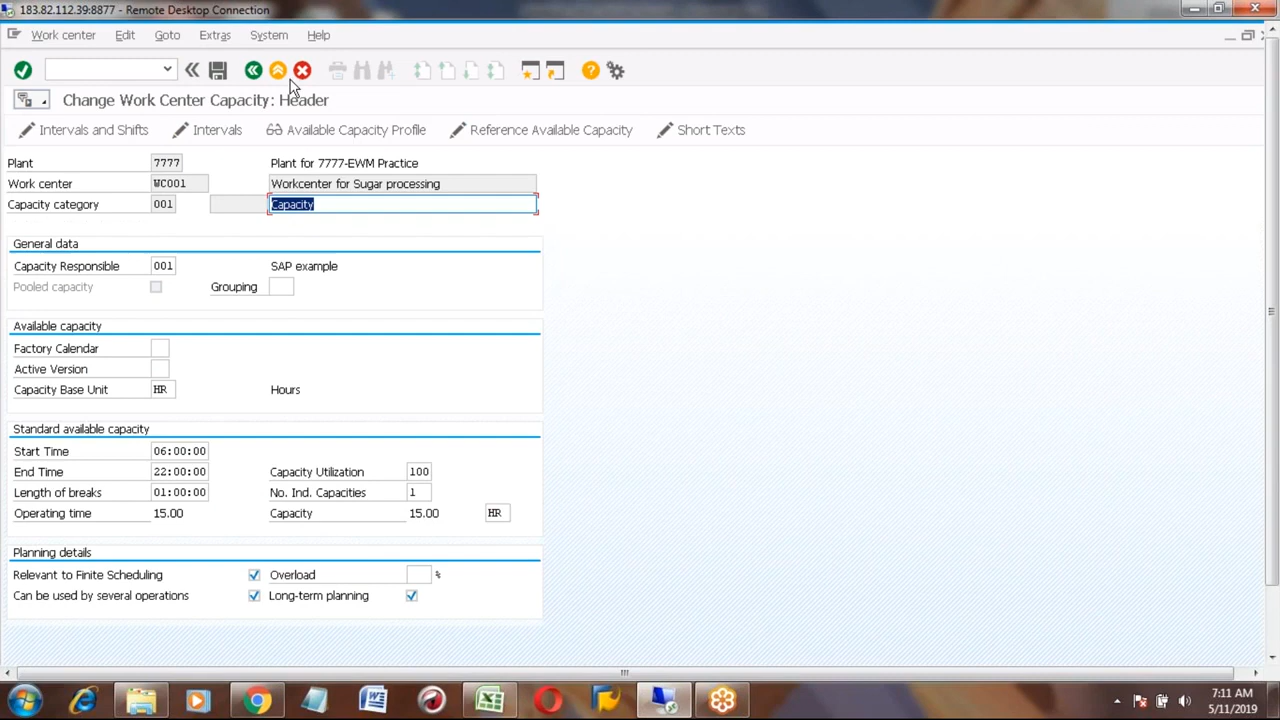 183.82.112.39:8877 - Remote Desktop Connection
Work center Edit Goto Extras System Help
Change Work Center Capacity: Header
Intervals and Shifts Intervals Available Capacity Profile Reference Available Capacity Short Texts
Plant 7777 Plant for 7777-EWM Practice
Work center WC001 Workcenter for Sugar processing
Capacity category 001 Capacity
General data
Capacity Responsible 001 SAP example
Pooled capacity Grouping
Available capacity
Factory Calendar
Active Version
Capacity Base Unit HR Hours
Standard available capacity
Start Time 06:00:00
End Time 22:00:00 Capacity Utilization 100
Length of breaks 01:00:00 No. Ind. Capacities 1
Operating time 15.00 Capacity 15.00 HR
Planning details
Relevant to Finite Scheduling Overload %
Can be used by several operations Long-term planning
7:11 AM
5/11/2019